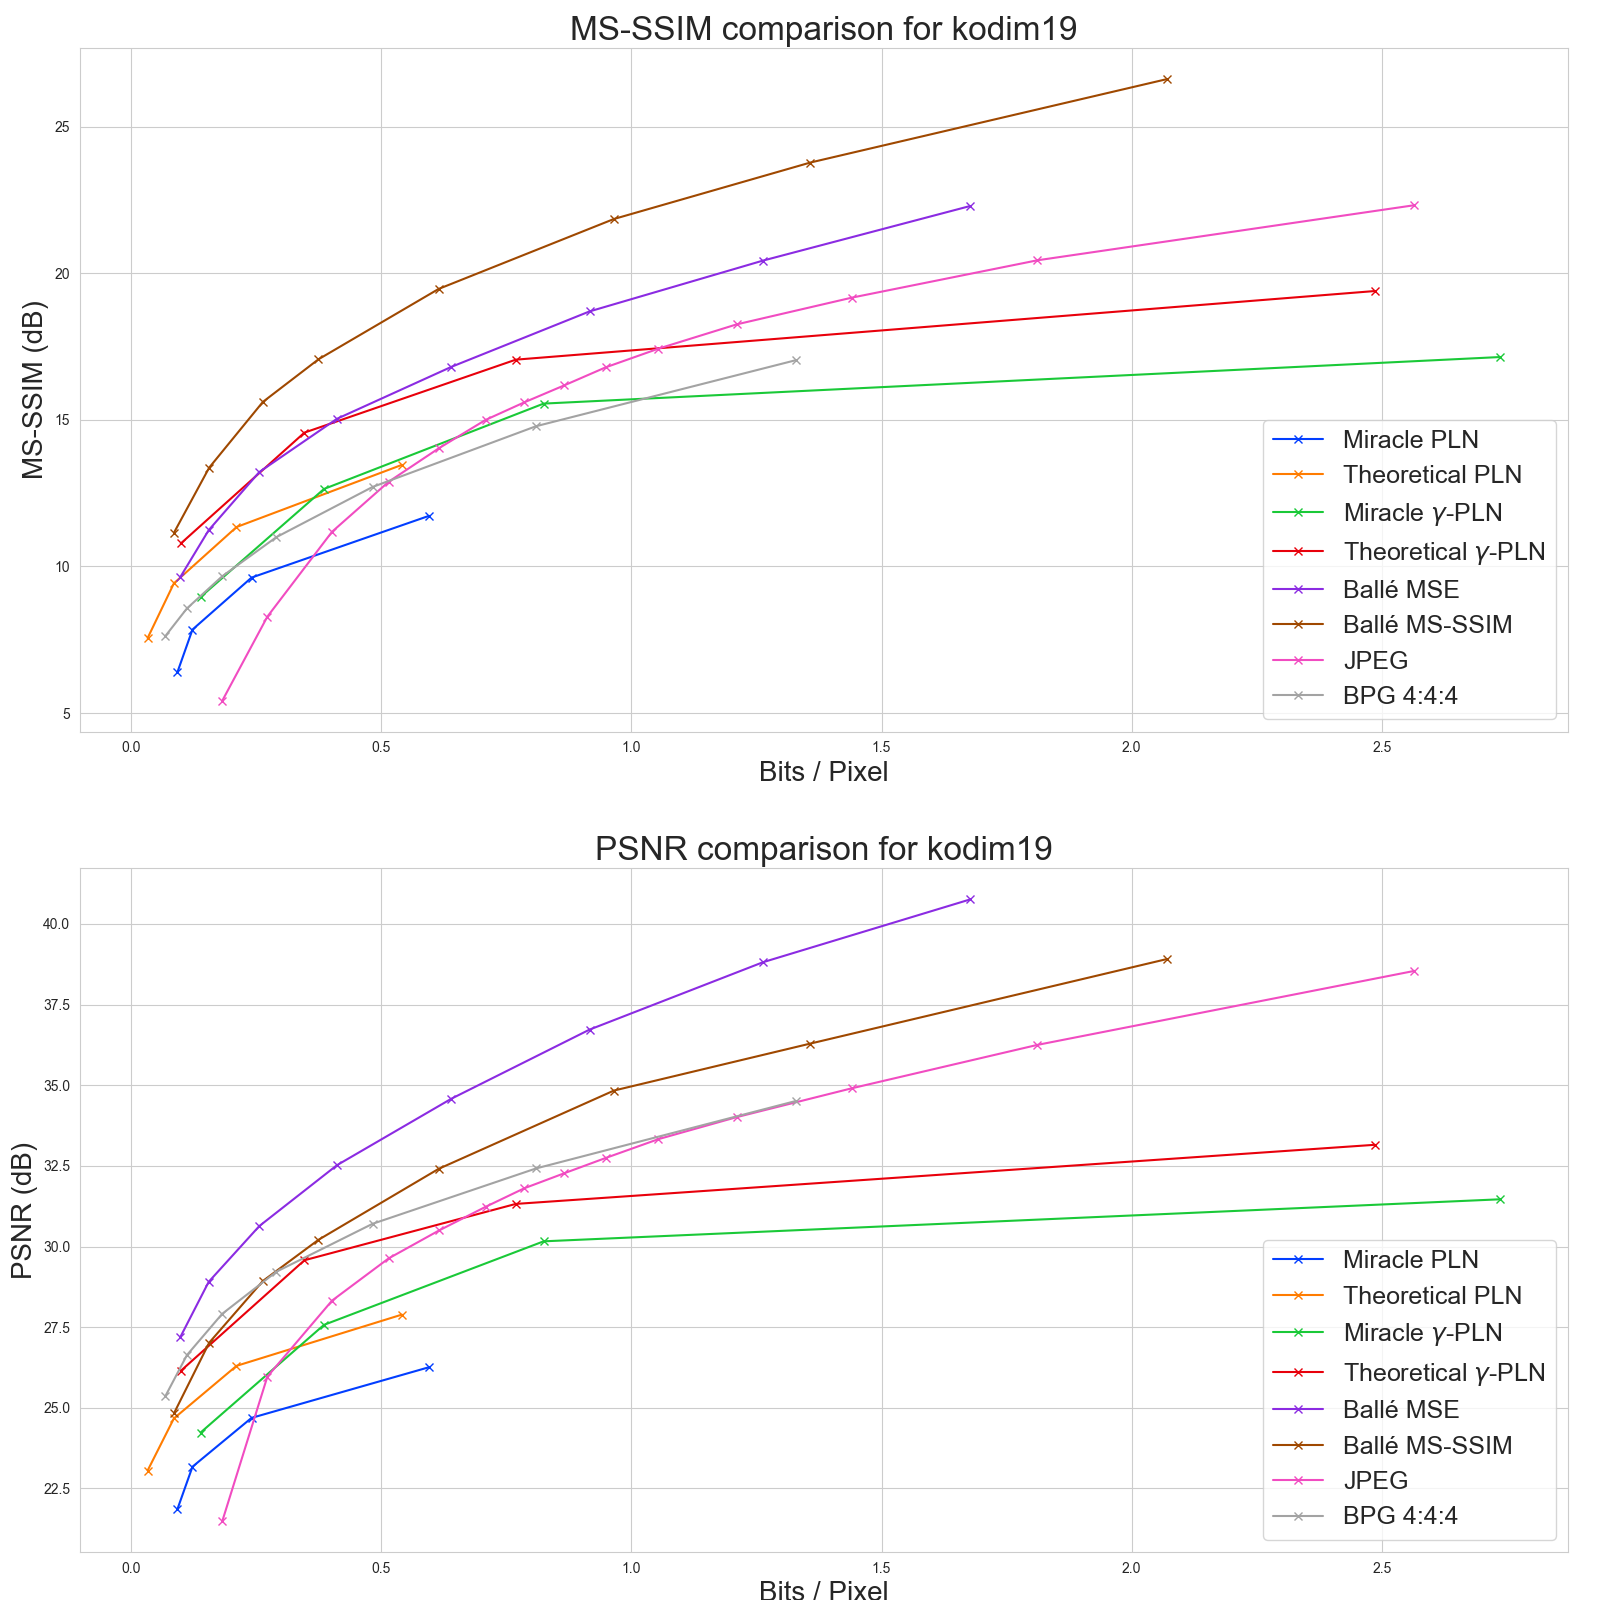 MS-SSIM comparison for kodim19
MS-SSIM (dB)
25
20
15
10
5
0.0 0.5 1.0 1.5 2.0 2.5
Bits / Pixel
Miracle PLN
Theoretical PLN
Miracle γ-PLN
Theoretical γ-PLN
Ballé MSE
Ballé MS-SSIM
JPEG
BPG 4:4:4
PSNR comparison for kodim19
PSNR (dB)
40.0
37.5
35.0
32.5
30.0
27.5
25.0
22.5
0.0 0.5 1.0 1.5 2.0 2.5
Bits / Pixel
Miracle PLN
Theoretical PLN
Miracle γ-PLN
Theoretical γ-PLN
Ballé MSE
Ballé MS-SSIM
JPEG
BPG 4:4:4